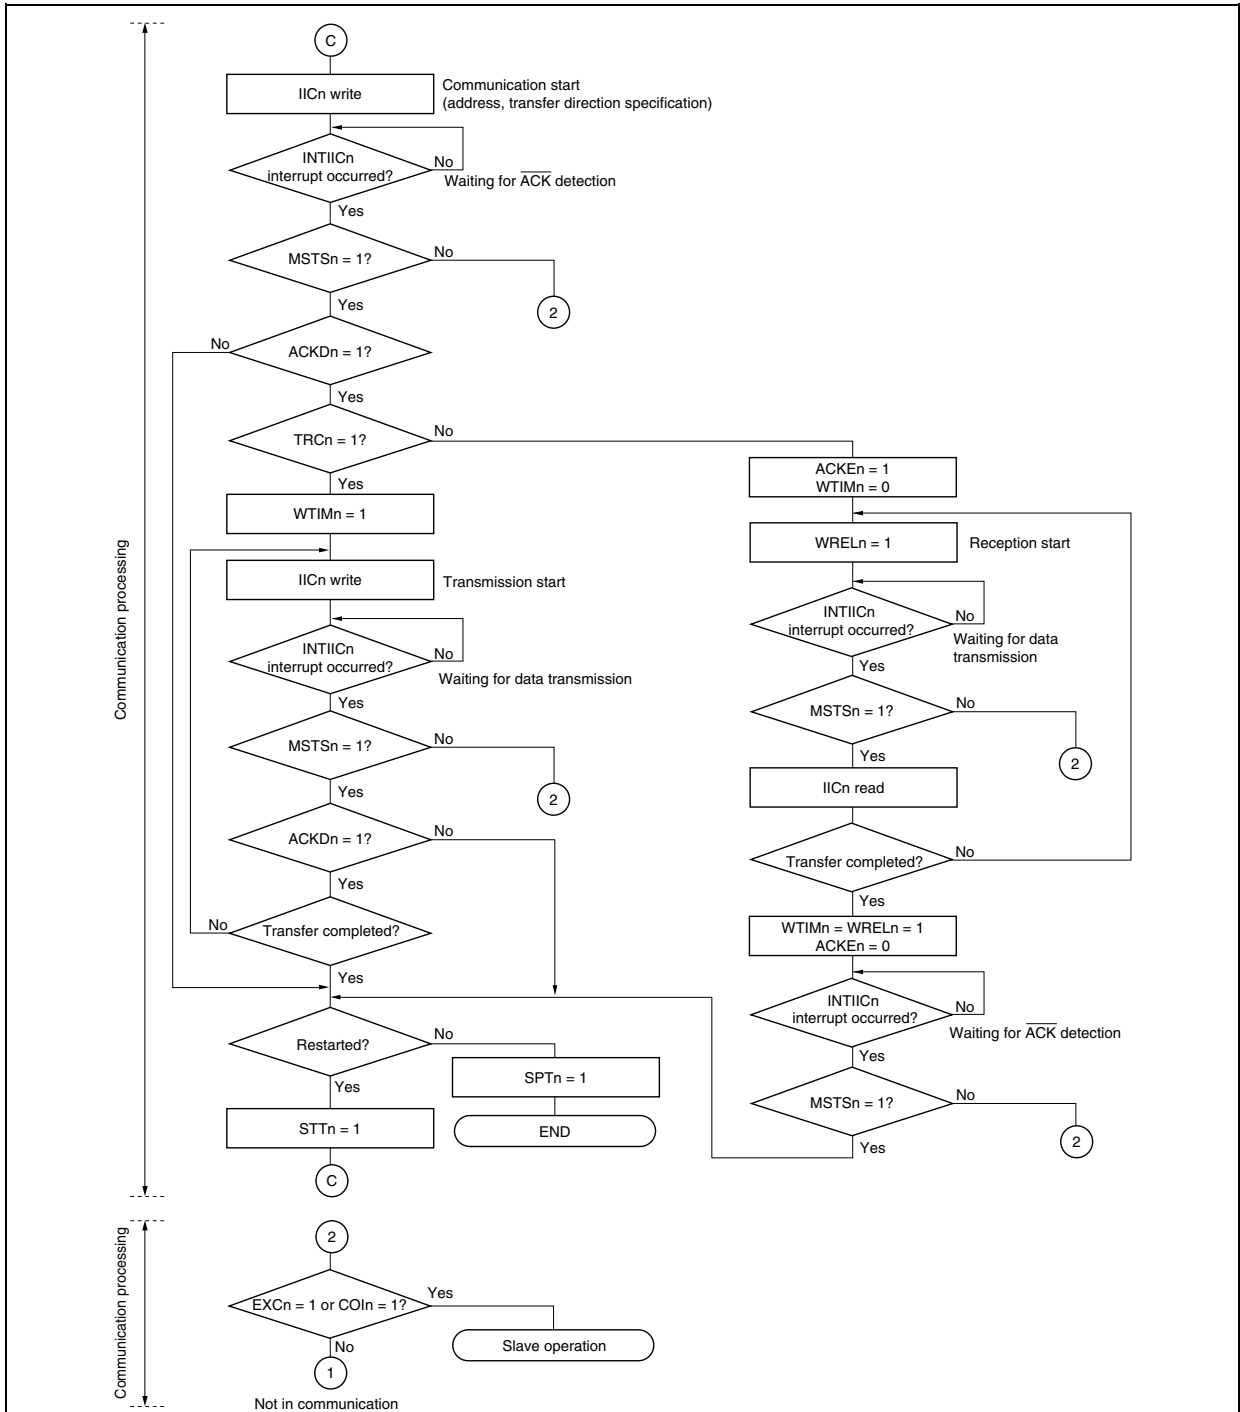 C
IICn write
Communication start
(address, transfer direction specification)
INTIICn
interrupt occurred?
No
Waiting for ACK detection
Yes
MSTSn = 1?
No
2
Yes
ACKDn = 1?
No
Yes
TRCn = 1?
No
Yes
WTIMn = 1
IICn write
Transmission start
INTIICn
interrupt occurred?
No
Waiting for data transmission
Yes
MSTSn = 1?
No
2
Yes
ACKDn = 1?
No
Yes
Transfer completed?
No
Yes
Restarted?
No
SPTn = 1
END
Yes
STTn = 1
C
ACKEn = 1
WTIMn = 0
WRELn = 1
Reception start
INTIICn
interrupt occurred?
No
Waiting for data
transmission
Yes
MSTSn = 1?
No
2
Yes
IICn read
Transfer completed?
No
Yes
WTIMn = WRELn = 1
ACKEn = 0
INTIICn
interrupt occurred?
No
Waiting for ACK detection
Yes
MSTSn = 1?
No
2
Yes
Communication processing
2
EXCn = 1 or COIn = 1?
Yes
Slave operation
No
1
Not in communication
Communication processing